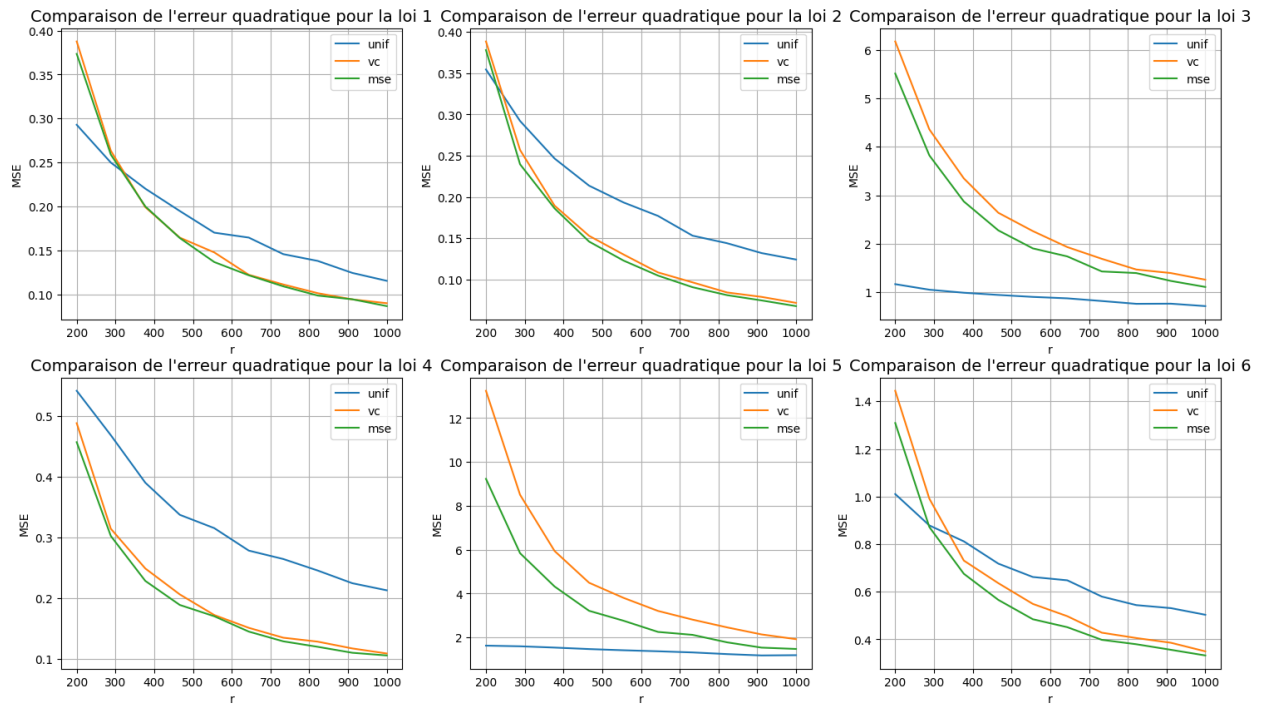 Comparaison de l'erreur quadratique pour la loi 1
0.40
0.35
0.30
0.25
0.20
0.15
0.10
MSE
200 300 400 500 600 700 800 900 1000
r
unif
vc
mse
Comparaison de l'erreur quadratique pour la loi 2
0.40
0.35
0.30
0.25
0.20
0.15
0.10
MSE
200 300 400 500 600 700 800 900 1000
r
unif
vc
mse
Comparaison de l'erreur quadratique pour la loi 3
6
5
4
3
2
1
MSE
200 300 400 500 600 700 800 900 1000
r
unif
vc
mse
Comparaison de l'erreur quadratique pour la loi 4
0.5
0.4
0.3
0.2
0.1
MSE
200 300 400 500 600 700 800 900 1000
r
unif
vc
mse
Comparaison de l'erreur quadratique pour la loi 5
12
10
8
6
4
2
MSE
200 300 400 500 600 700 800 900 1000
r
unif
vc
mse
Comparaison de l'erreur quadratique pour la loi 6
1.4
1.2
1.0
0.8
0.6
0.4
MSE
200 300 400 500 600 700 800 900 1000
r
unif
vc
mse